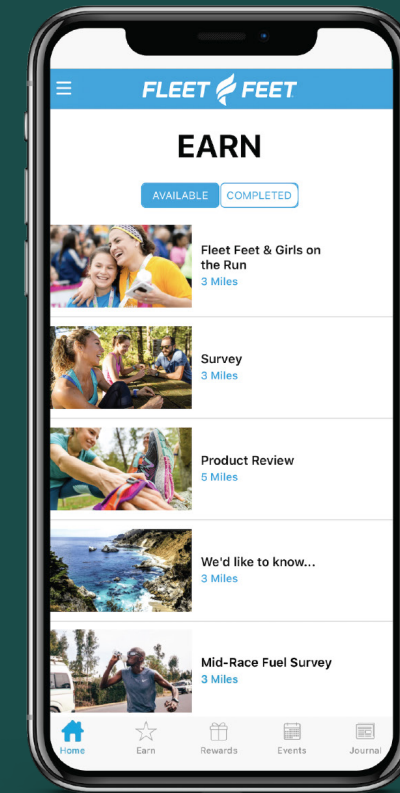 FLEET FEET
EARN
AVAILABLE COMPLETED
Fleet Feet & Girls on
the Run
3 Miles
Survey
3 Miles
Product Review
5 Miles
We'd like to know...
3 Miles
Mid-Race Fuel Survey
3 Miles
Home Earn Rewards Events Journal